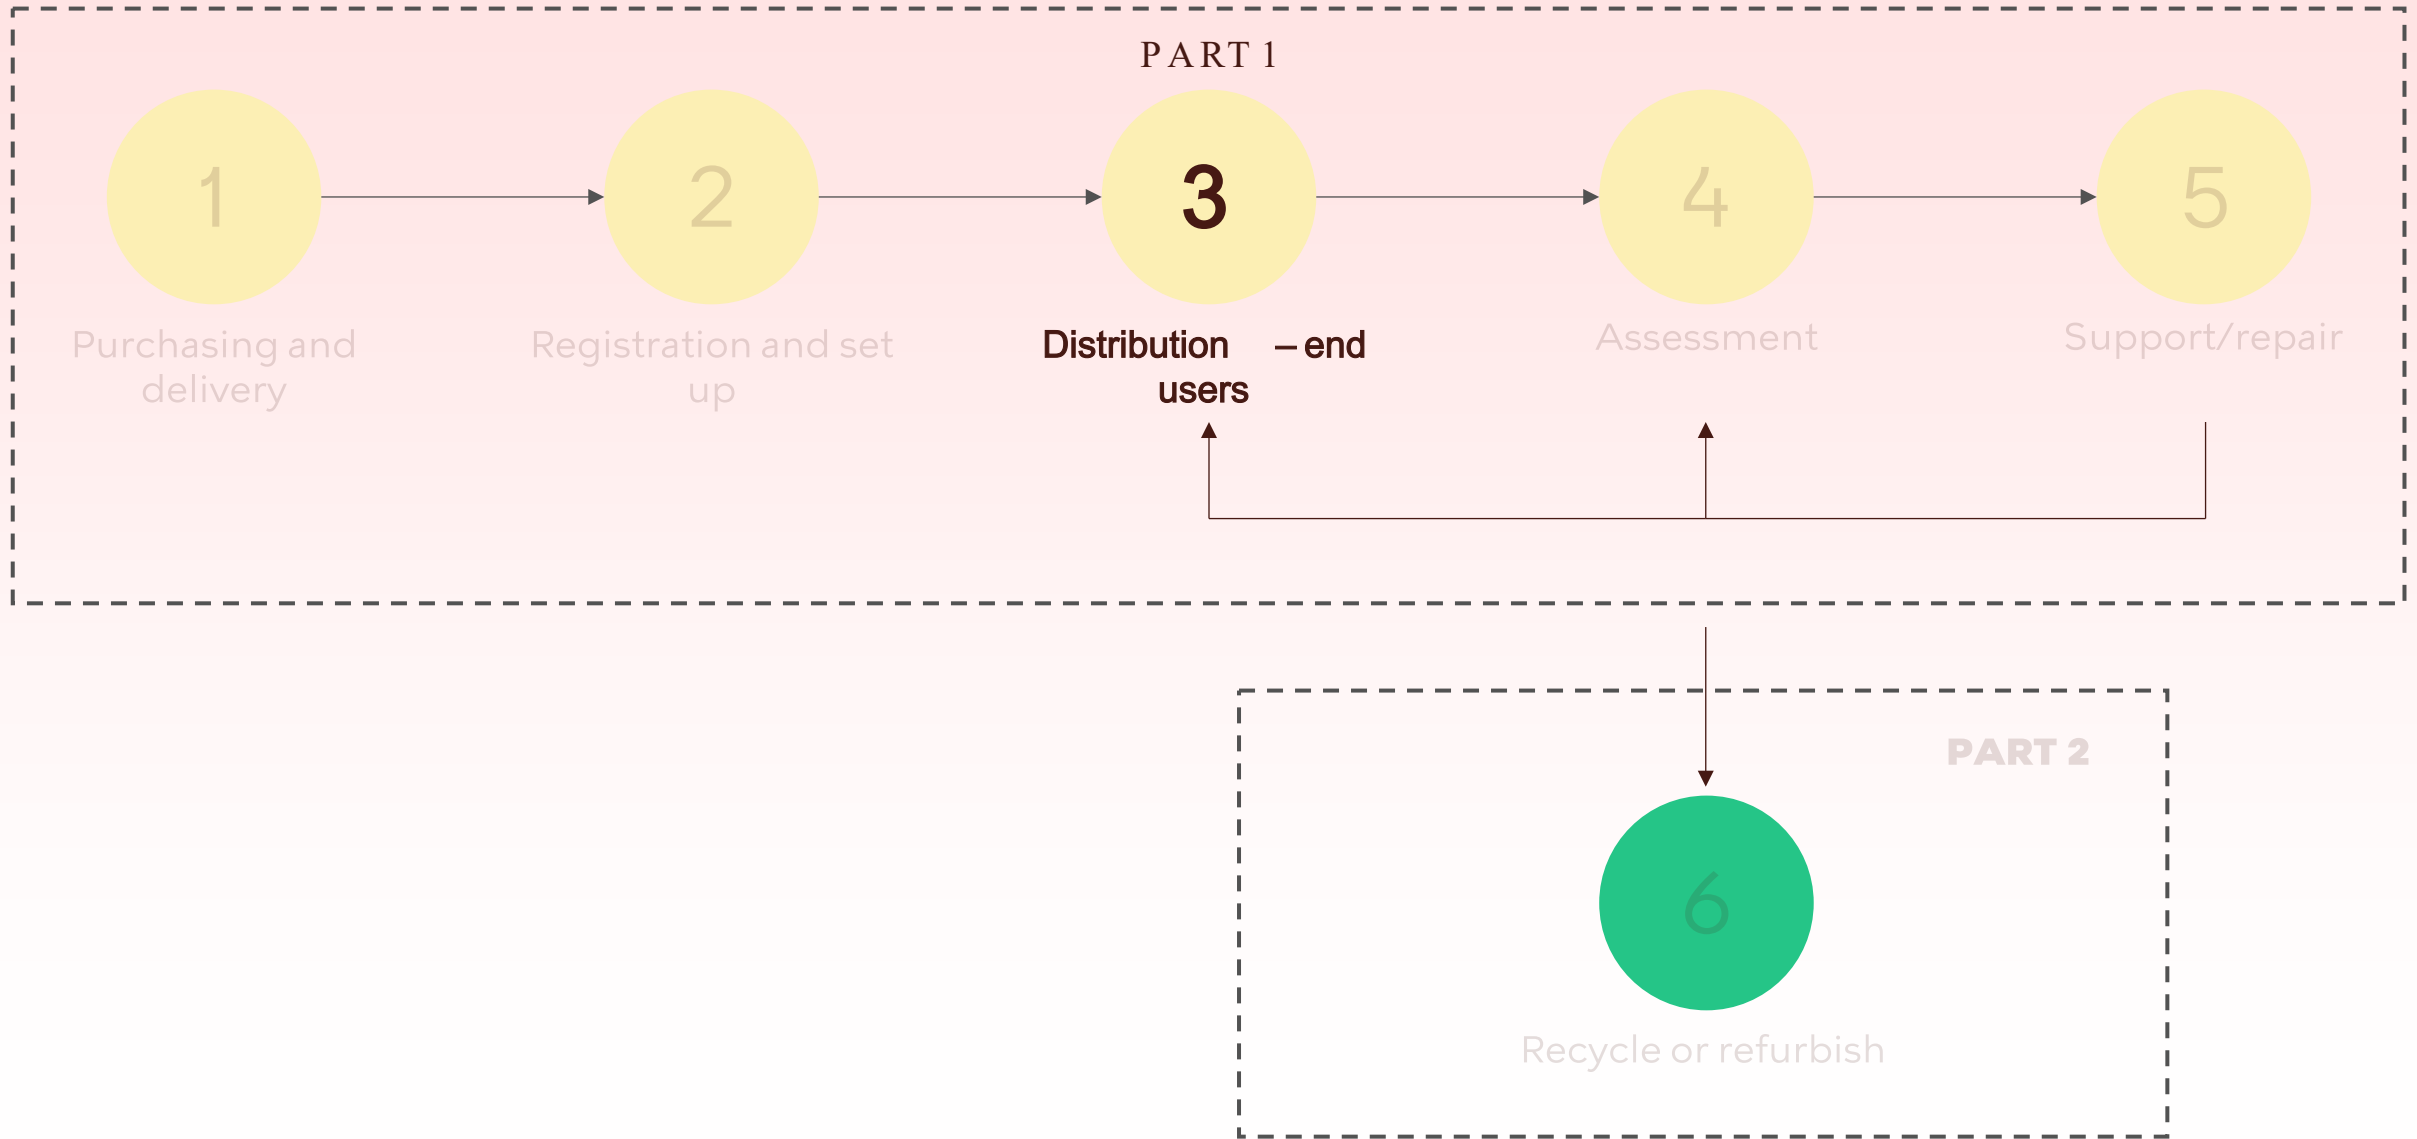 PART 1
1
2
3
4
5
Purchasing and
delivery
Registration and set
up
Distribution – end
users
Assessment
Support/repair
PART 2
6
Recycle or refurbish